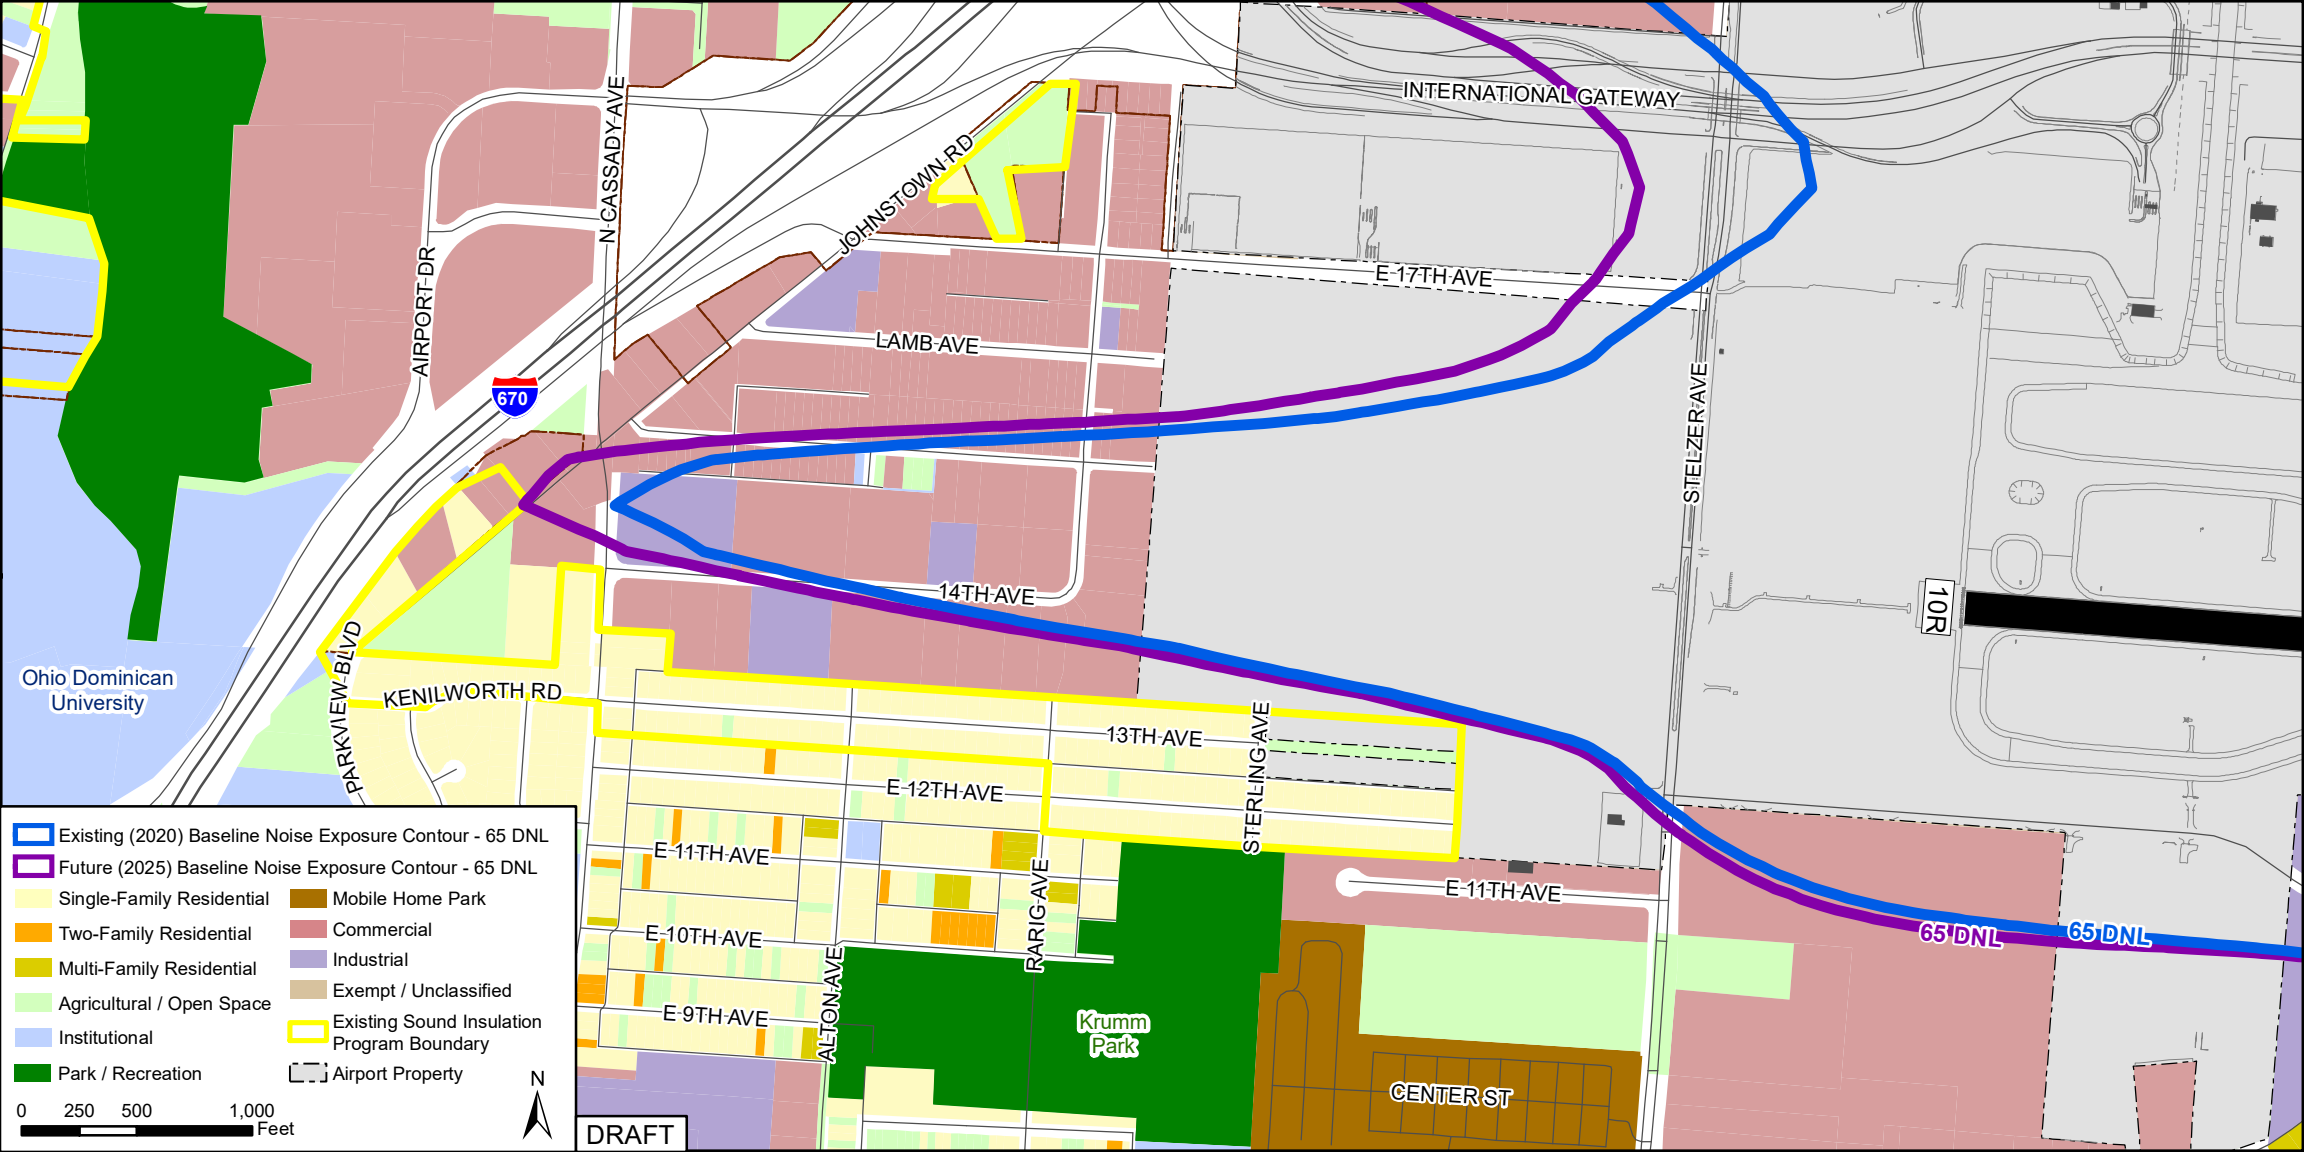 INTERNATIONAL GATEWAY
N CASSADY AVE
JOHNSTOWN RD
AIRPORT DR
E 17TH AVE
LAMB AVE
670
STELZER AVE
14TH AVE
10R
Ohio Dominican
University
PARKVIEW BLVD
KENILWORTH RD
13TH AVE
STERLING AVE
E 12TH AVE
E 11TH AVE
E 11TH AVE
RARIG AVE
E 10TH AVE
ALTON AVE
E 9TH AVE
65 DNL
65 DNL
Krumm
Park
CENTER ST
Existing (2020) Baseline Noise Exposure Contour - 65 DNL
Future (2025) Baseline Noise Exposure Contour - 65 DNL
Single-Family Residential
Two-Family Residential
Multi-Family Residential
Agricultural / Open Space
Institutional
Park / Recreation
Mobile Home Park
Commercial
Industrial
Exempt / Unclassified
Existing Sound Insulation
Program Boundary
Airport Property
0 250 500 1,000
Feet
N
DRAFT